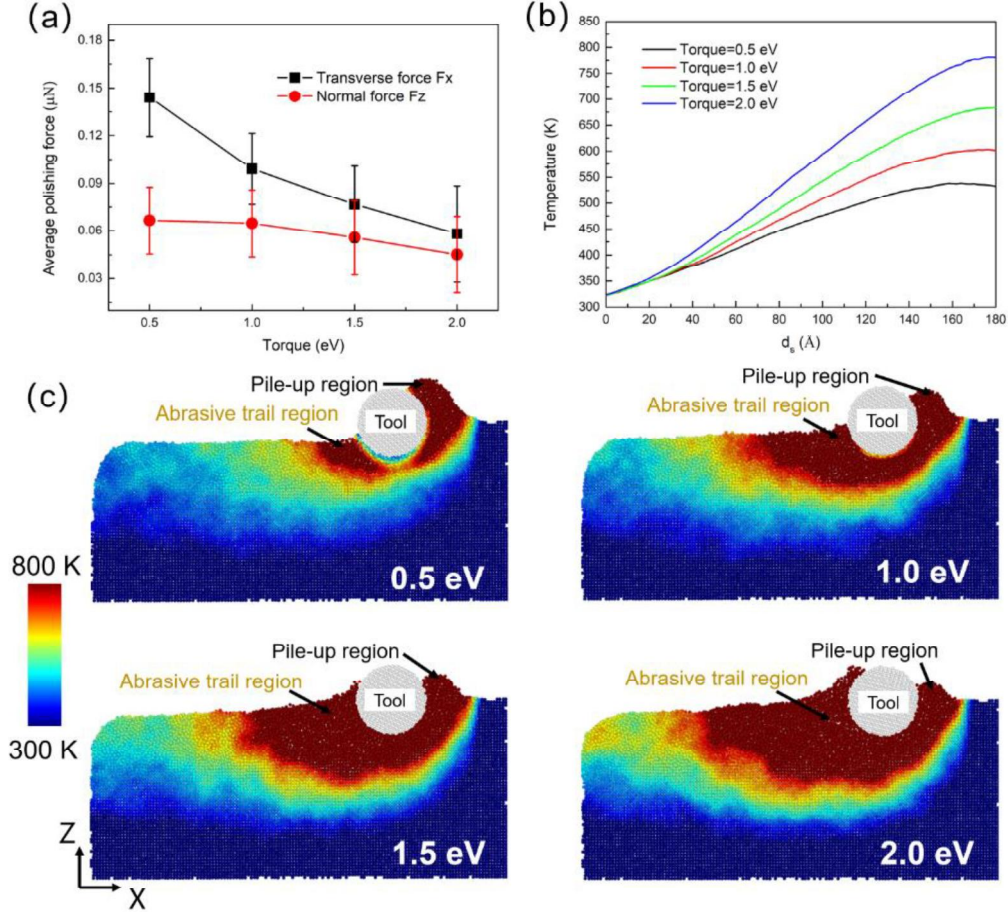 (a)
0.18
0.15
0.12
0.09
0.06
0.03
Average polishing force (μN)
Transverse force Fx
Normal force Fz
0.5
1.0
1.5
2.0
Torque (eV)
(b)
850
800
750
700
650
600
550
500
450
400
350
300
Temperature (K)
Torque=0.5 eV
Torque=1.0 eV
Torque=1.5 eV
Torque=2.0 eV
0
20
40
60
80
100
120
140
160
180
ds (Å)
(c)
Pile-up region
Abrasive trail region
Tool
0.5 eV
Pile-up region
Abrasive trail region
Tool
1.0 eV
800 K
300 K
Pile-up region
Abrasive trail region
Tool
1.5 eV
Pile-up region
Abrasive trail region
Tool
2.0 eV
Z
X